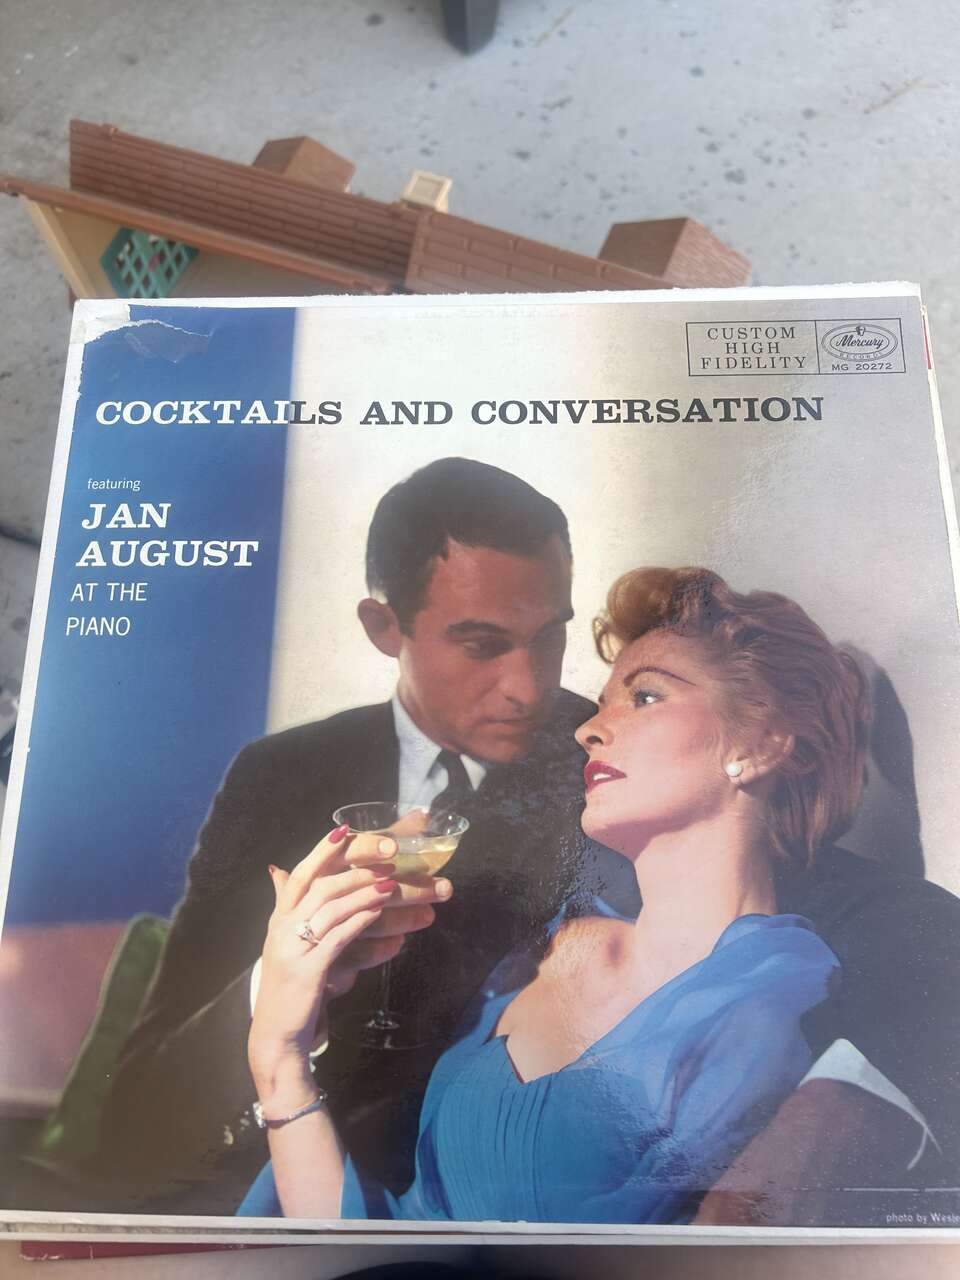 CUSTOM
HIGH
FIDELITY
Mercury
RECORDS
MG 20272
COCKTAILS AND CONVERSATION
featuring
JAN
AUGUST
AT THE
PIANO
photo by